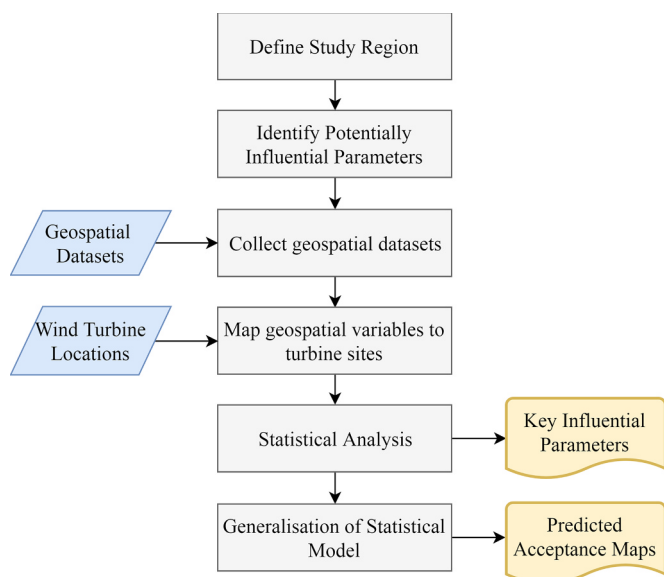 Define Study Region
Identify Potentially
Influential Parameters
Geospatial
Datasets
Collect geospatial datasets
Wind Turbine
Locations
Map geospatial variables to
turbine sites
Statistical Analysis
Key Influential
Parameters
Generalisation of Statistical
Model
Predicted
Acceptance Maps